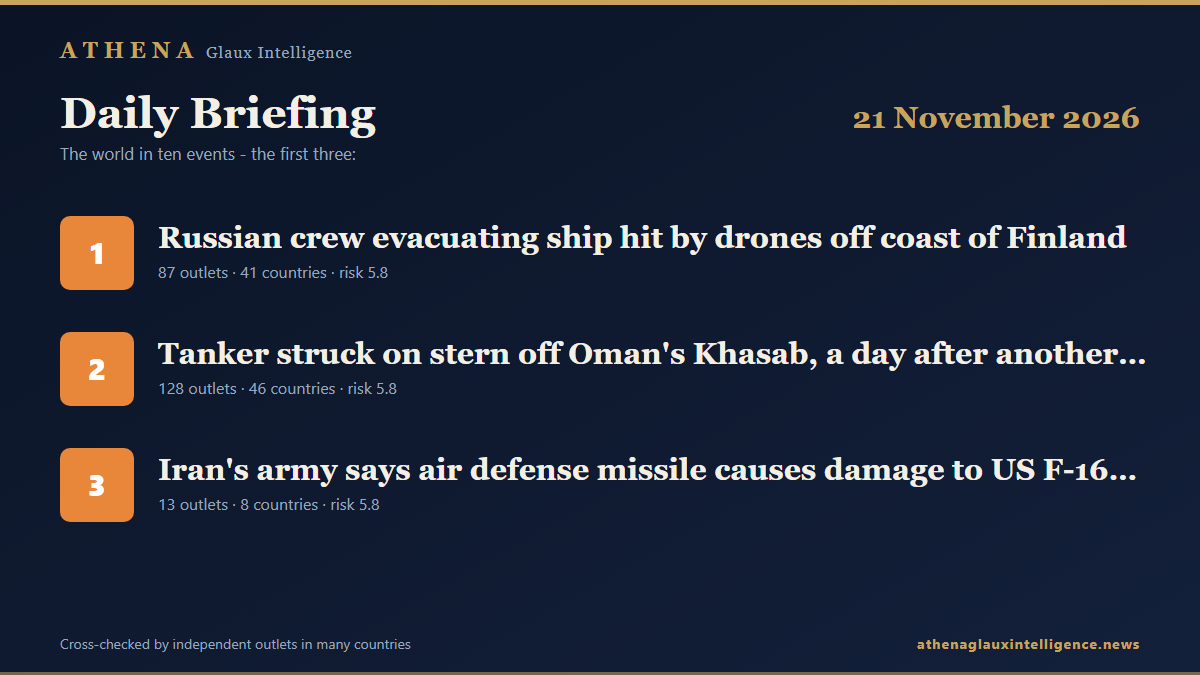 ATHENA Glaux Intelligence
Daily Briefing
21 November 2026
The world in ten events - the first three:
1
Russian crew evacuating ship hit by drones off coast of Finland
87 outlets · 41 countries · risk 5.8
2
Tanker struck on stern off Oman's Khasab, a day after another...
128 outlets · 46 countries · risk 5.8
3
Iran's army says air defense missile causes damage to US F-16...
13 outlets · 8 countries · risk 5.8
Cross-checked by independent outlets in many countries
athenaglauxintelligence.news